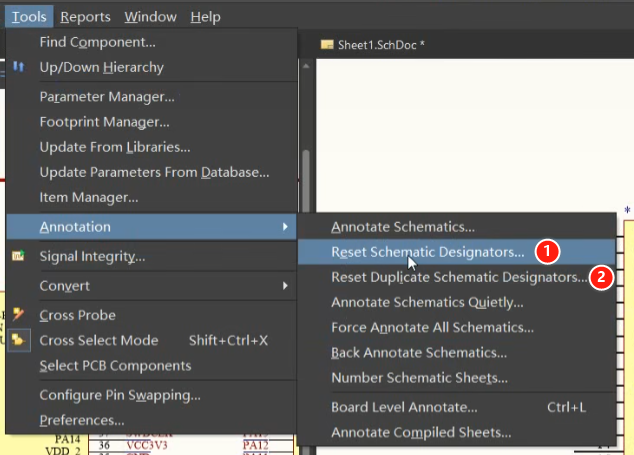 Tools Reports Window Help
Find Component...
Sheet1.SchDoc *
Up/Down Hierarchy
Parameter Manager...
Footprint Manager...
Update From Libraries...
Update Parameters From Database...
Item Manager...
Annotation
Annotate Schematics...
Reset Schematic Designators... 1
Reset Duplicate Schematic Designators... 2
Annotate Schematics Quietly...
Force Annotate All Schematics...
Back Annotate Schematics...
Number Schematic Sheets...
Board Level Annotate... Ctrl+L
Annotate Compiled Sheets...
Signal Integrity...
Convert
Cross Probe
Cross Select Mode Shift+Ctrl+X
Select PCB Components
Configure Pin Swapping...
Preferences...
PA14
36 VCC3V3 PA12
VDD_2